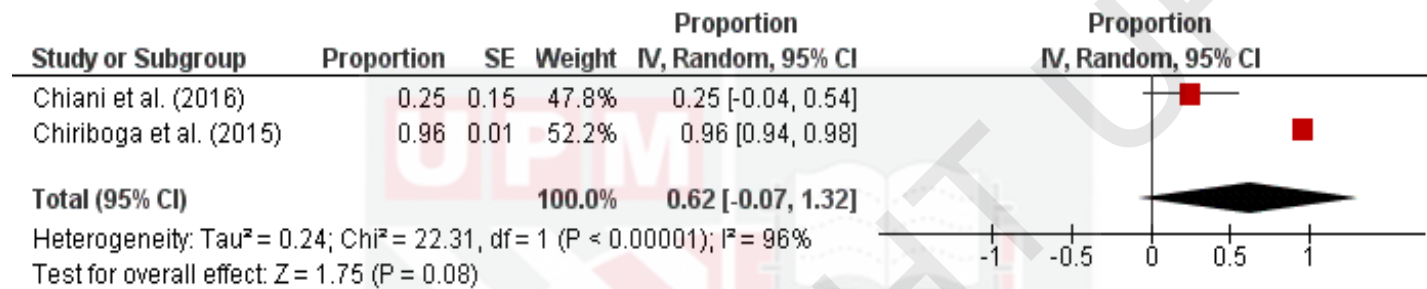 Proportion Proportion
Study or Subgroup Proportion SE Weight IV, Random, 95% CI IV, Random, 95% CI
Chiani et al. (2016) 0.25 0.15 47.8% 0.25 [-0.04, 0.54]
Chiriboga et al. (2015) 0.96 0.01 52.2% 0.96 [0.94, 0.98]
Total (95% CI) 100.0% 0.62 [-0.07, 1.32]
Heterogeneity: Tau² = 0.24; Chi² = 22.31, df = 1 (P < 0.00001); I² = 96%
Test for overall effect: Z = 1.75 (P = 0.08)
-1 -0.5 0 0.5 1
UPM